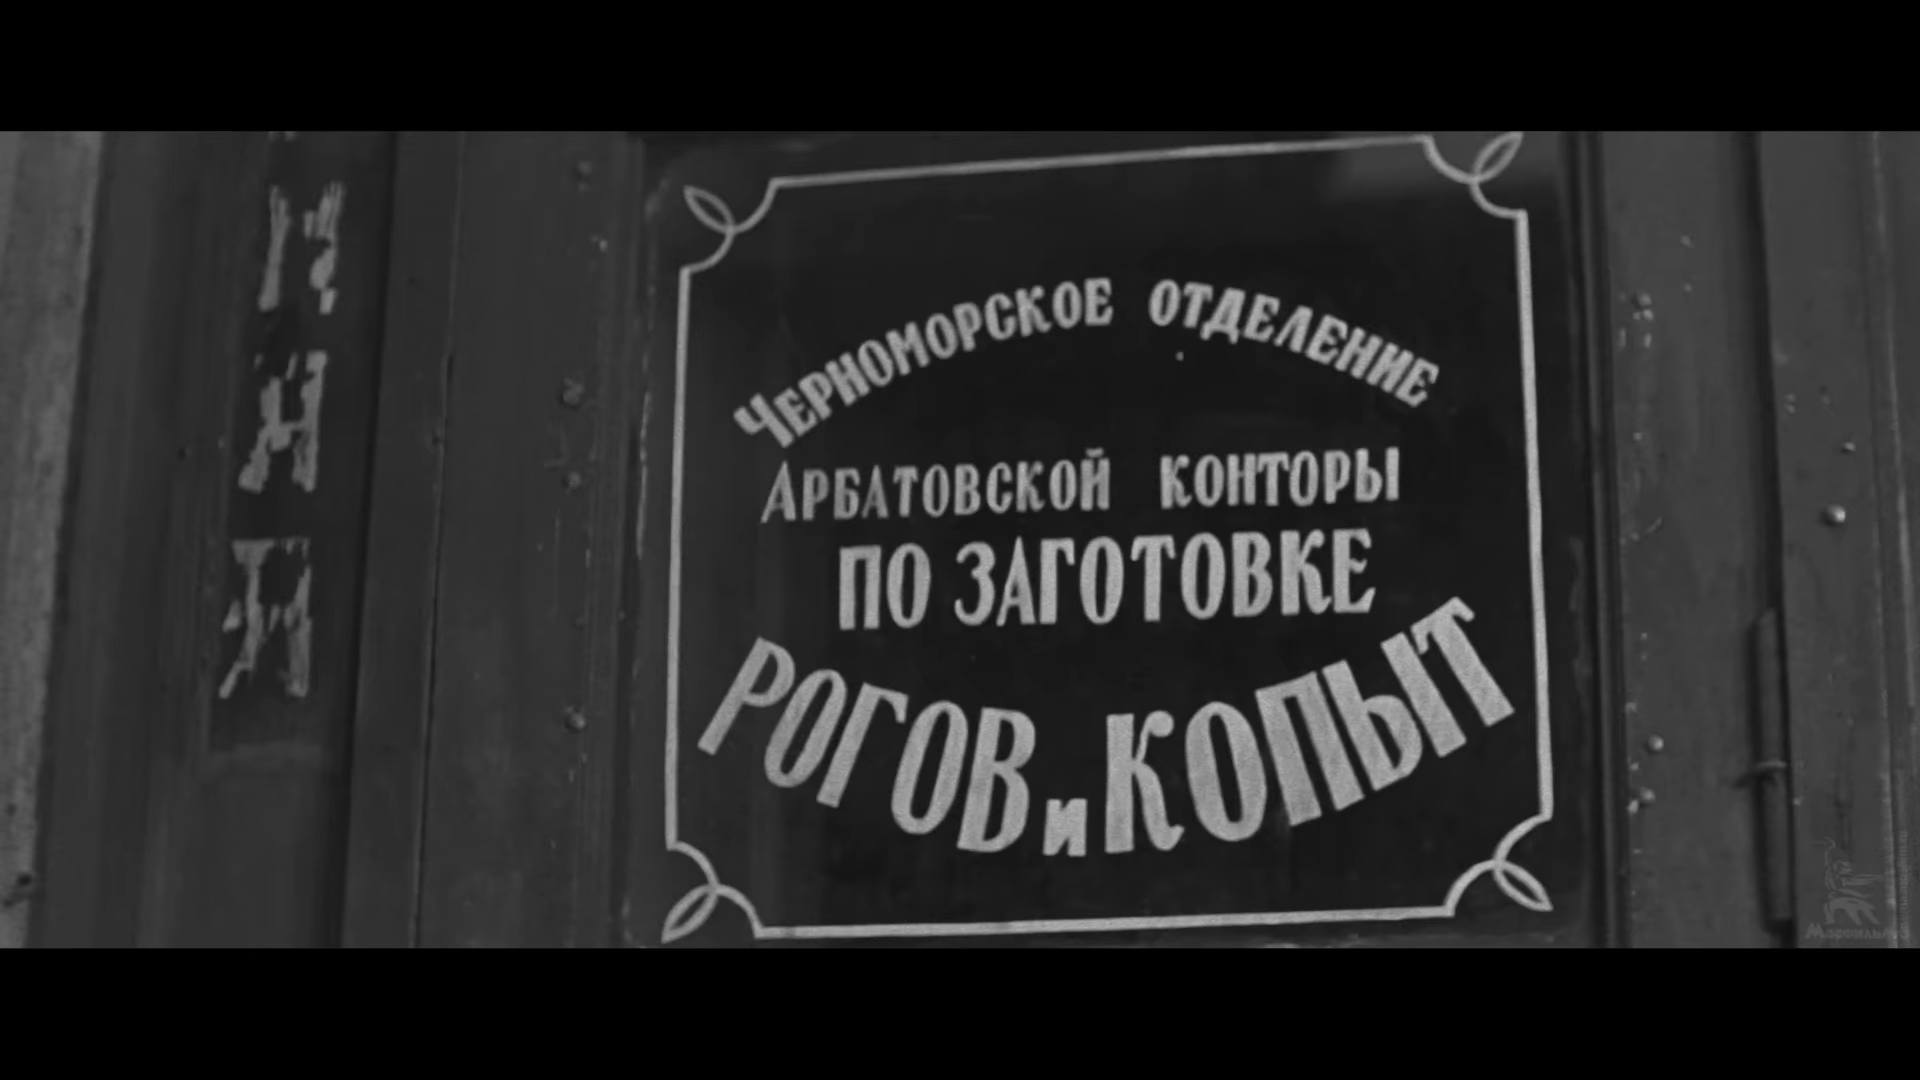 Черноморское отделение
Арбатовской конторы
по заготовке
рогов и копыт